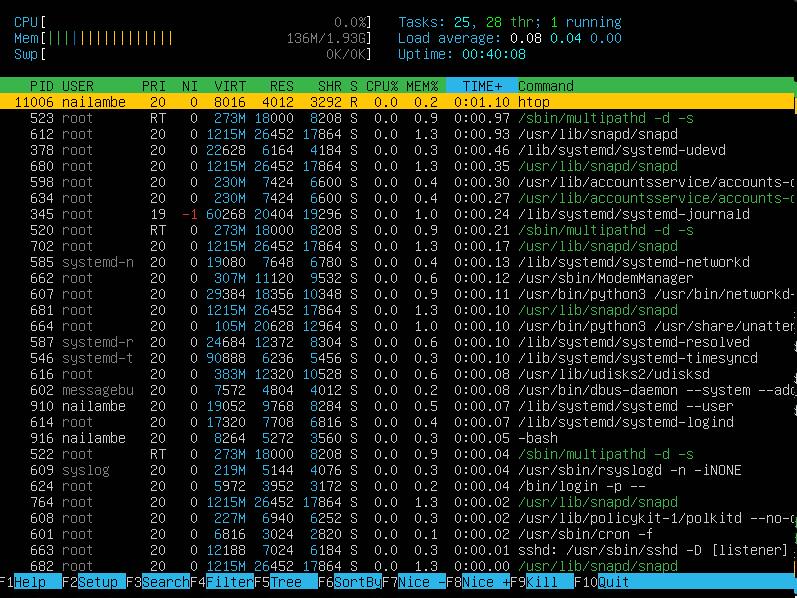 CPU[ 0.0%] Tasks: 25, 28 thr; 1 running
Mem[|||||||||||||||| 136M/1.93G] Load average: 0.08 0.04 0.00
Swp[ 0K/0K] Uptime: 00:40:08
PID USER PRI NI VIRT RES SHR S CPU% MEM% TIME+ Command
11006 nailambe 20 0 8016 4012 3292 R 0.0 0.2 0:01.10 htop
523 root RT 0 273M 18000 8208 S 0.0 0.9 0:00.97 /sbin/multipathd -d -s
612 root 20 0 1215M 26452 17864 S 0.0 1.3 0:00.93 /usr/lib/snapd/snapd
378 root 20 0 22628 6164 4184 S 0.0 0.3 0:00.46 /lib/systemd/systemd-udevd
680 root 20 0 1215M 26452 17864 S 0.0 1.3 0:00.35 /usr/lib/snapd/snapd
598 root 20 0 230M 7424 6600 S 0.0 0.4 0:00.30 /usr/lib/accountsservice/accounts-d
634 root 20 0 230M 7424 6600 S 0.0 0.4 0:00.27 /usr/lib/accountsservice/accounts-d
345 root 19 -1 60268 20404 19296 S 0.0 1.0 0:00.24 /lib/systemd/systemd-journald
520 root RT 0 273M 18000 8208 S 0.0 0.9 0:00.21 /sbin/multipathd -d -s
702 root 20 0 1215M 26452 17864 S 0.0 1.3 0:00.17 /usr/lib/snapd/snapd
585 systemd-n 20 0 19080 7648 6780 S 0.0 0.4 0:00.13 /lib/systemd/systemd-networkd
662 root 20 0 307M 11120 9532 S 0.0 0.6 0:00.12 /usr/sbin/ModemManager
607 root 20 0 29384 18356 10348 S 0.0 0.9 0:00.11 /usr/bin/python3 /usr/bin/networkd-
681 root 20 0 1215M 26452 17864 S 0.0 1.3 0:00.10 /usr/lib/snapd/snapd
664 root 20 0 105M 20628 12964 S 0.0 1.0 0:00.10 /usr/bin/python3 /usr/share/unatter
587 systemd-r 20 0 24684 12372 8304 S 0.0 0.6 0:00.10 /lib/systemd/systemd-resolved
546 systemd-t 20 0 90888 6236 5456 S 0.0 0.3 0:00.10 /lib/systemd/systemd-timesyncd
616 root 20 0 383M 12320 10528 S 0.0 0.6 0:00.08 /usr/lib/udisks2/udisksd
602 messagebu 20 0 7572 4804 4012 S 0.0 0.2 0:00.08 /usr/bin/dbus-daemon --system --add
910 nailambe 20 0 19052 9768 8284 S 0.0 0.5 0:00.07 /lib/systemd/systemd --user
614 root 20 0 17320 7708 6816 S 0.0 0.4 0:00.07 /lib/systemd/systemd-logind
916 nailambe 20 0 8264 5272 3560 S 0.0 0.3 0:00.05 -bash
522 root RT 0 273M 18000 8208 S 0.0 0.9 0:00.04 /sbin/multipathd -d -s
609 syslog 20 0 219M 5144 4076 S 0.0 0.3 0:00.04 /usr/sbin/rsyslogd -n -iNONE
624 root 20 0 5972 3952 3172 S 0.0 0.2 0:00.04 /bin/login -p --
764 root 20 0 1215M 26452 17864 S 0.0 1.3 0:00.02 /usr/lib/snapd/snapd
608 root 20 0 227M 6940 6252 S 0.0 0.3 0:00.02 /usr/lib/policykit-1/polkitd --no-d
601 root 20 0 6816 3024 2820 S 0.0 0.1 0:00.02 /usr/sbin/cron -f
663 root 20 0 12188 7024 6184 S 0.0 0.3 0:00.01 sshd: /usr/sbin/sshd -D [listener]
682 root 20 0 1215M 26452 17864 S 0.0 1.3 0:00.00 /usr/lib/snapd/snapd
F1Help F2Setup F3SearchF4FilterF5Tree F6SortByF7Nice -F8Nice +F9Kill F10Quit